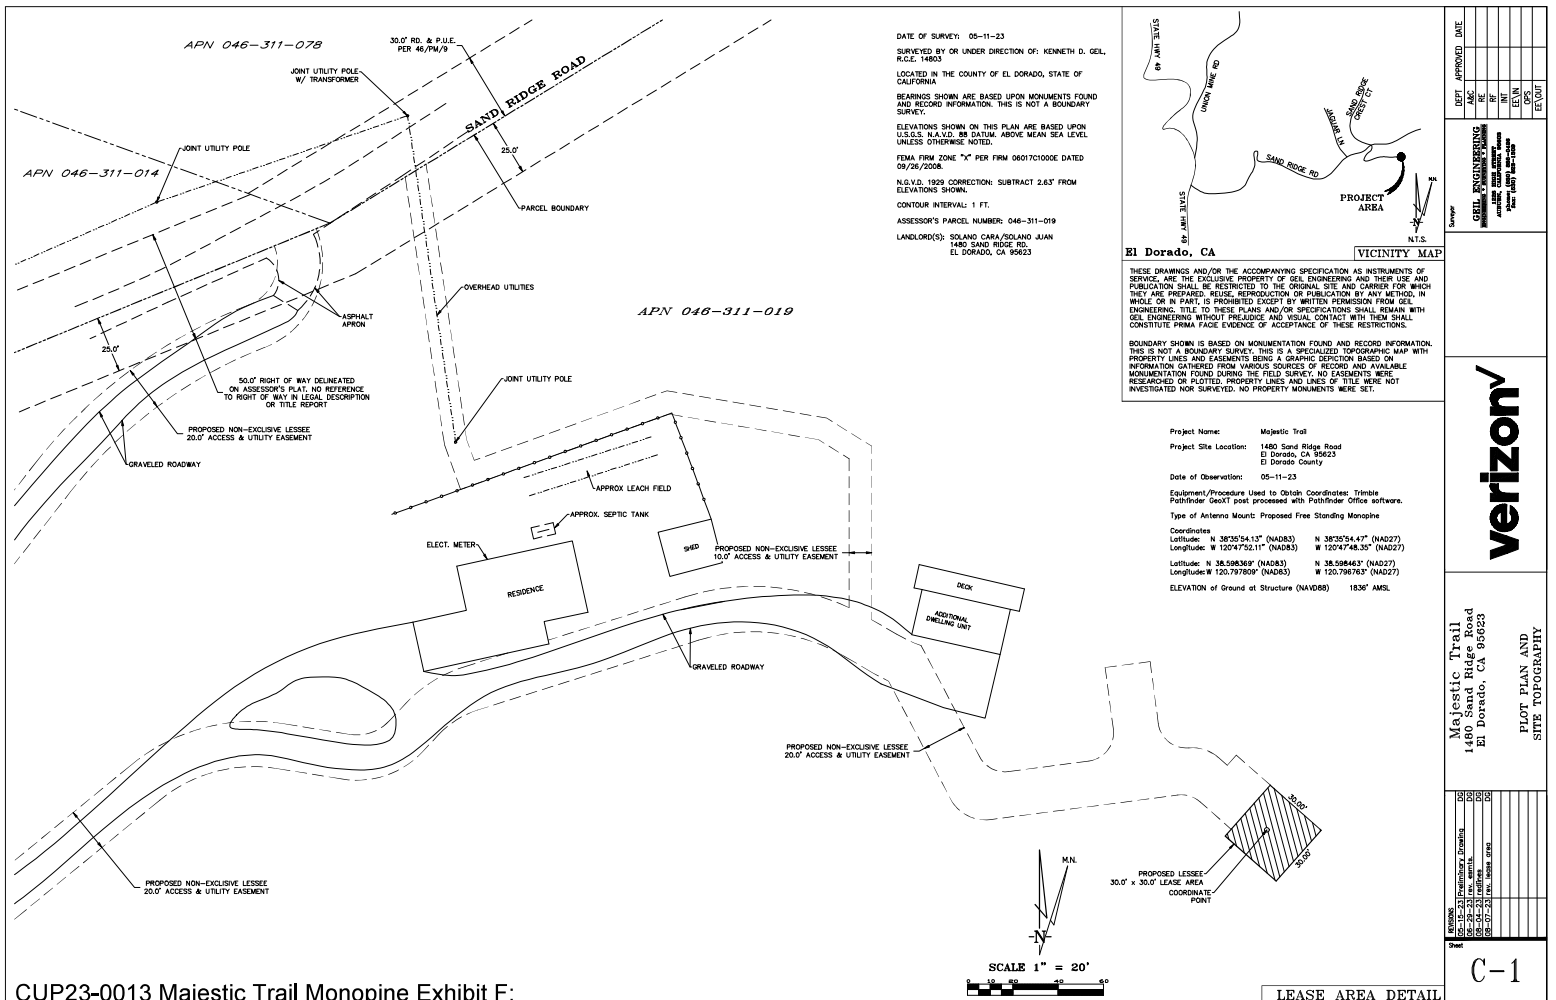 APN 046-311-078
30.0' RD. & P.U.E.
PER 46/PM/9
JOINT UTILITY POLE
W/ TRANSFORMER
SAND RIDGE ROAD
25.0'
JOINT UTILITY POLE
APN 046-311-014
PARCEL BOUNDARY
OVERHEAD UTILITIES
ASPHALT
APRON
APN 046-311-019
25.0'
50.0' RIGHT OF WAY DELINEATED
ON ASSESSOR'S PLAT. NO REFERENCE
TO RIGHT OF WAY IN LEGAL DESCRIPTION
OR TITLE REPORT
JOINT UTILITY POLE
PROPOSED NON-EXCLUSIVE LESSEE
20.0' ACCESS & UTILITY EASEMENT
GRAVELED ROADWAY
APPROX LEACH FIELD
APPROX. SEPTIC TANK
ELECT. METER
SHED
PROPOSED NON-EXCLUSIVE LESSEE
10.0' ACCESS & UTILITY EASEMENT
RESIDENCE
DECK
ADDITIONAL
DWELLING UNIT
GRAVELED ROADWAY
PROPOSED NON-EXCLUSIVE LESSEE
20.0' ACCESS & UTILITY EASEMENT
30.00'
30.00'
PROPOSED LESSEE
30.0' x 30.0' LEASE AREA
COORDINATE
POINT
PROPOSED NON-EXCLUSIVE LESSEE
20.0' ACCESS & UTILITY EASEMENT
M.N.
-N-
SCALE 1" = 20'
0 10 20 40 60
CUP23-0013 Majestic Trail Monopine Exhibit F:
DATE OF SURVEY: 05-11-23
SURVEYED BY OR UNDER DIRECTION OF: KENNETH D. GEIL,
R.C.E. 14803
LOCATED IN THE COUNTY OF EL DORADO, STATE OF
CALIFORNIA
BEARINGS SHOWN ARE BASED UPON MONUMENTS FOUND
AND RECORD INFORMATION. THIS IS NOT A BOUNDARY
SURVEY.
ELEVATIONS SHOWN ON THIS PLAN ARE BASED UPON
U.S.G.S. N.A.V.D. 88 DATUM. ABOVE MEAN SEA LEVEL
UNLESS OTHERWISE NOTED.
FEMA FIRM ZONE "X" PER FIRM 06017C1000E DATED
09/26/2008.
N.G.V.D. 1929 CORRECTION: SUBTRACT 2.63' FROM
ELEVATIONS SHOWN.
CONTOUR INTERVAL: 1 FT.
ASSESSOR'S PARCEL NUMBER: 046-311-019
LANDLORD(S): SOLANO CARA/SOLANO JUAN
1480 SAND RIDGE RD.
EL DORADO, CA 95623
STATE HWY 49
UNION MINE RD
SAND RIDGE
CREST CT
JAGUAR LN
SAND RIDGE RD
STATE HWY 49
PROJECT
AREA
M.N.
N
N.T.S.
El Dorado, CA
VICINITY MAP
THESE DRAWINGS AND/OR THE ACCOMPANYING SPECIFICATION AS INSTRUMENTS OF
SERVICE, ARE THE EXCLUSIVE PROPERTY OF GEIL ENGINEERING AND THEIR USE AND
PUBLICATION SHALL BE RESTRICTED TO THE ORIGINAL SITE AND CARRIER FOR WHICH
THEY ARE PREPARED. REUSE, REPRODUCTION OR PUBLICATION BY ANY METHOD, IN
WHOLE OR IN PART, IS PROHIBITED EXCEPT BY WRITTEN PERMISSION FROM GEIL
ENGINEERING. TITLE TO THESE PLANS AND/OR SPECIFICATIONS SHALL REMAIN WITH
GEIL ENGINEERING WITHOUT PREJUDICE AND VISUAL CONTACT WITH THEM SHALL
CONSTITUTE PRIMA FACIE EVIDENCE OF ACCEPTANCE OF THESE RESTRICTIONS.
BOUNDARY SHOWN IS BASED ON MONUMENTATION FOUND AND RECORD INFORMATION.
THIS IS NOT A BOUNDARY SURVEY. THIS IS A SPECIALIZED TOPOGRAPHIC MAP WITH
PROPERTY LINES AND EASEMENTS BEING A GRAPHIC DEPICTION BASED ON
INFORMATION GATHERED FROM VARIOUS SOURCES OF RECORD AND AVAILABLE
MONUMENTATION FOUND DURING THE FIELD SURVEY. NO EASEMENTS WERE
RESEARCHED OR PLOTTED. PROPERTY LINES AND LINES OF TITLE WERE NOT
INVESTIGATED NOR SURVEYED. NO PROPERTY MONUMENTS WERE SET.
Project Name: Majestic Trail
Project Site Location: 1480 Sand Ridge Road
El Dorado, CA 95623
El Dorado County
Date of Observation: 05-11-23
Equipment/Procedure Used to Obtain Coordinates: Trimble
Pathfinder GeoXT post processed with Pathfinder Office software.
Type of Antenna Mount: Proposed Free Standing Monopine
Coordinates
Latitude: N 38°35'54.13" (NAD83) N 38°35'54.47" (NAD27)
Longitude: W 120°47'52.11" (NAD83) W 120°47'48.35" (NAD27)
Latitude: N 38.598369° (NAD83) N 38.598463° (NAD27)
Longitude: W 120.797809° (NAD83) W 120.796763° (NAD27)
ELEVATION of Ground at Structure (NAVD88) 1836' AMSL
LEASE AREA DETAIL
DEPT APPROVED DATE
A&C
RE
RF
INT
EE\IN
OPS
EE\OUT
Surveyor
GEIL ENGINEERING
1226 HIGH STREET
AUBURN, CALIFORNIA 95603
verizon
Majestic Trail
1480 Sand Ridge Road
El Dorado, CA 95623
PLOT PLAN AND
SITE TOPOGRAPHY
REVISIONS
05-15-23 Preliminary Drawing DG
06-29-23 rev. esmts. DG
08-04-23 redlines DG
08-07-23 rev. lease area DG
Sheet
C-1